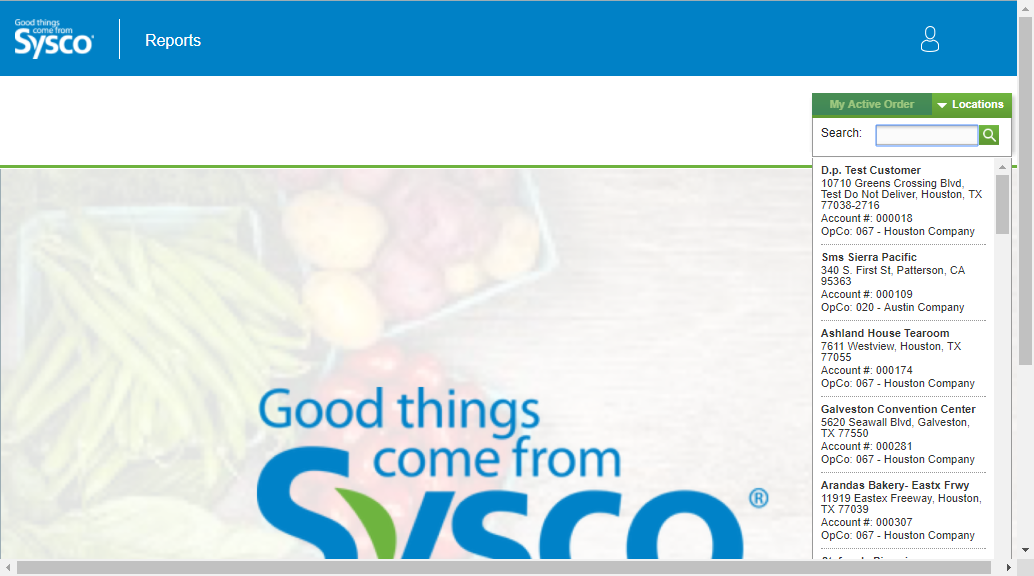 Good things
come from
Sysco
Reports
My Active Order
Locations
Search:
D.p. Test Customer
10710 Greens Crossing Blvd,
Test Do Not Deliver, Houston, TX
77038-2716
Account #: 000018
OpCo: 067 - Houston Company
Sms Sierra Pacific
340 S. First St, Patterson, CA
95363
Account #: 000109
OpCo: 020 - Austin Company
Ashland House Tearoom
7611 Westview, Houston, TX
77055
Account #: 000174
OpCo: 067 - Houston Company
Galveston Convention Center
5620 Seawall Blvd, Galveston,
TX 77550
Account #: 000281
OpCo: 067 - Houston Company
Arandas Bakery- Eastx Frwy
11919 Eastex Freeway, Houston,
TX 77039
Account #: 000307
OpCo: 067 - Houston Company
Good things
come from
Sysco®